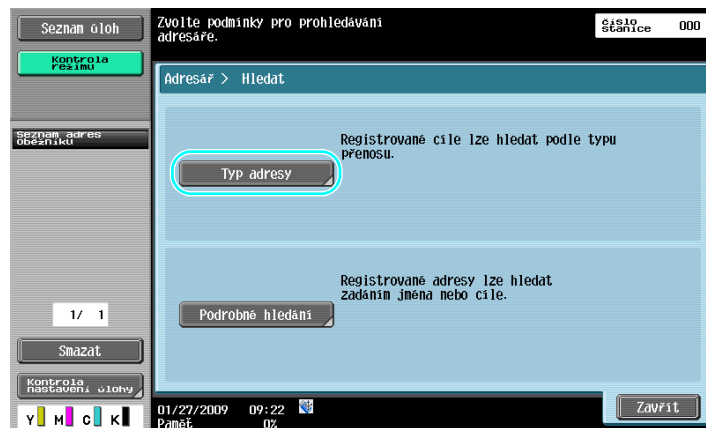 Seznam úloh
Zvolte podmínky pro prohledávání
adresáře.
číslo
stanice
000
Kontrola
režimu
Adresář > Hledat
Seznam adres
oběžníku
Registrované cíle lze hledat podle typu
přenosu.
Typ adresy
Registrované adresy lze hledat
zadáním jména nebo cíle.
Podrobné hledání
1/ 1
Smazat
Kontrola
nastavení úlohy
Zavřít
Y M C K
01/27/2009 09:22
Paměť 0%